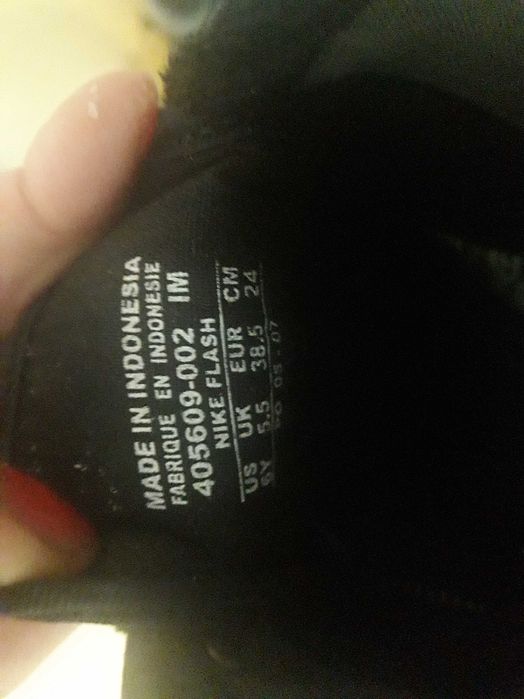 MADE IN INDONESIA
FABRIQUE EN INDONESIE
405609-002 IM
NIKE FLASH
US UK EUR CM
6Y 5.5 38.5 24